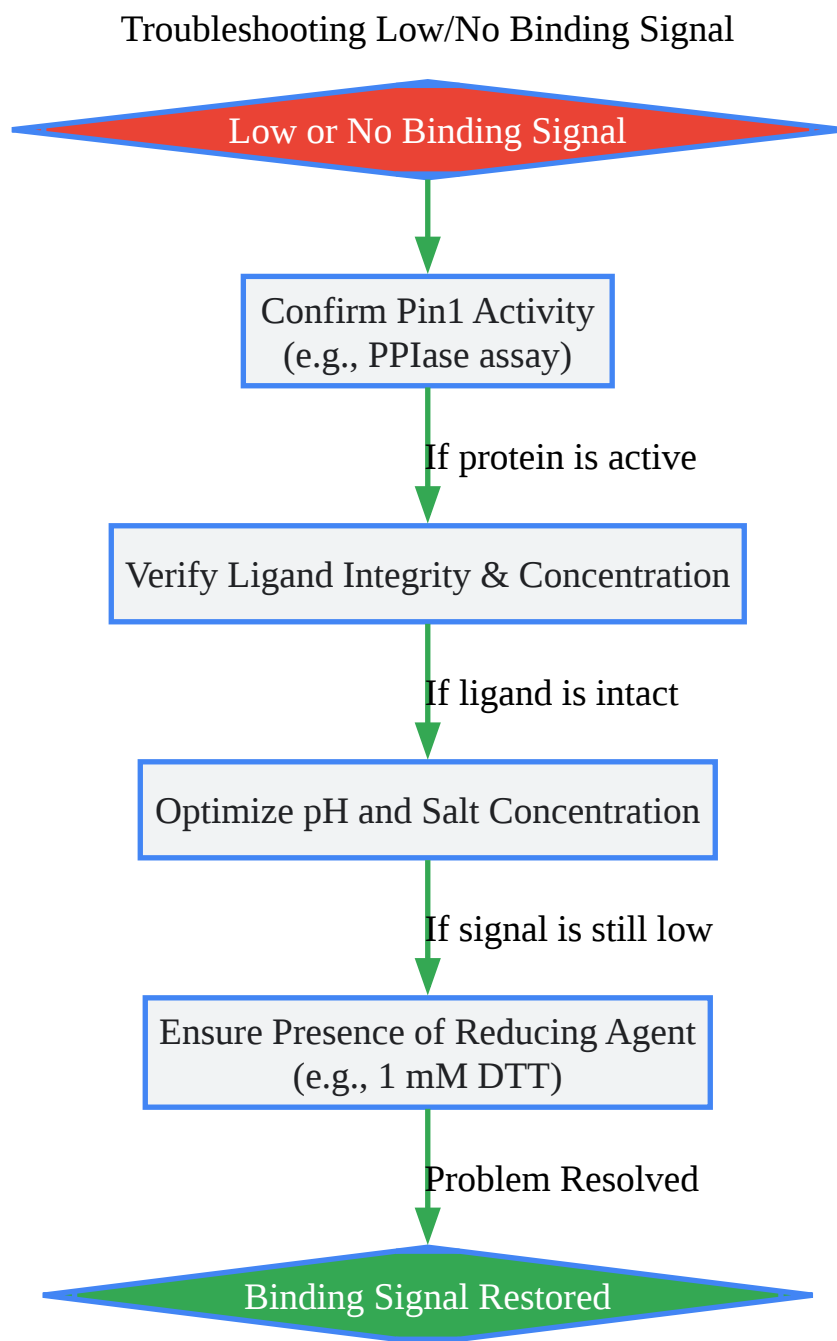 Troubleshooting Low/No Binding Signal
Low or No Binding Signal
Confirm Pin1 Activity
(e.g., PPIase assay)
If protein is active
Verify Ligand Integrity & Concentration
If ligand is intact
Optimize pH and Salt Concentration
If signal is still low
Ensure Presence of Reducing Agent
(e.g., 1 mM DTT)
Problem Resolved
Binding Signal Restored